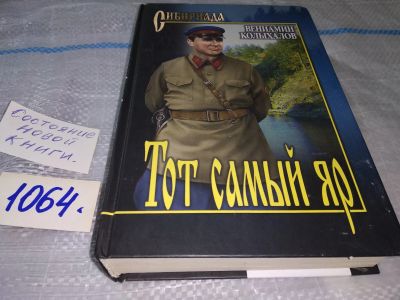 СИБИРИАДА
ВЕНИАМИН
КОЛЫХАЛОВ
Тот самый яр
Состояние
новой
книги.
1064.